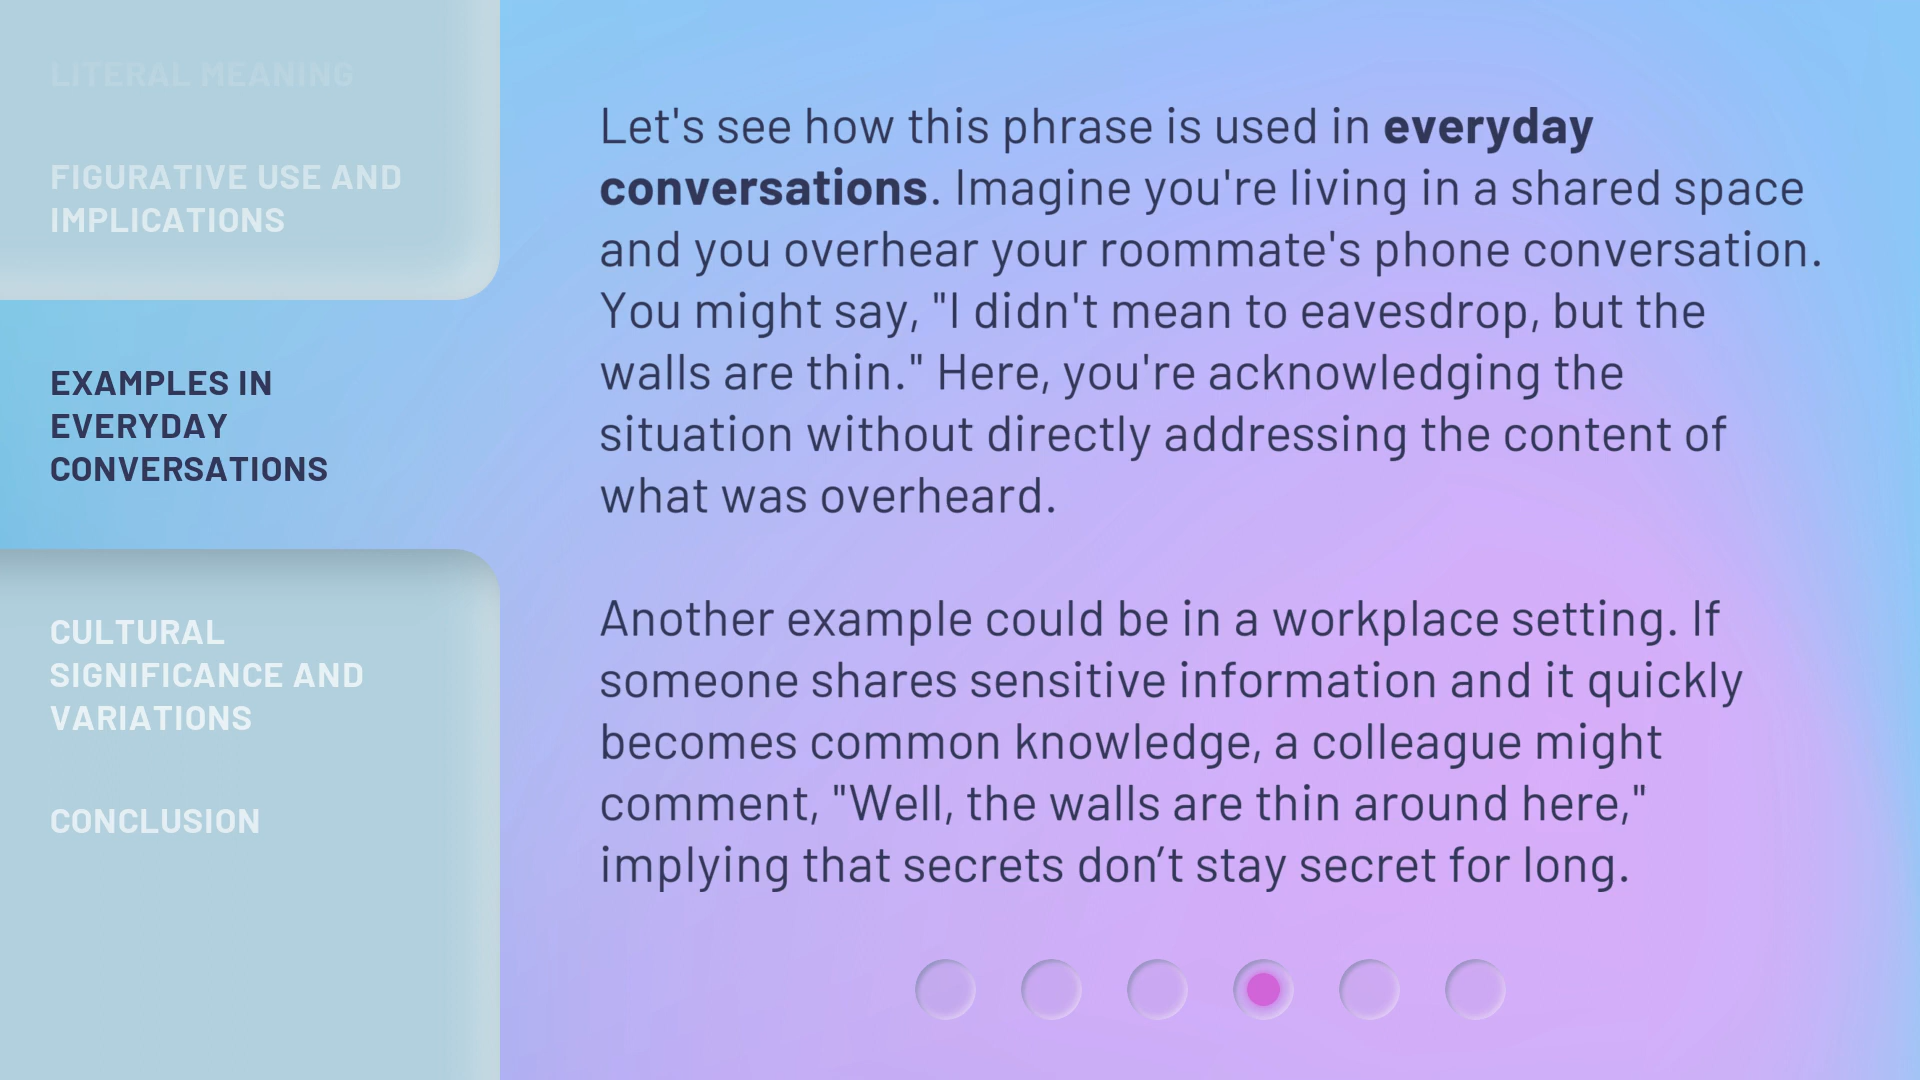 LITERAL MEANING
FIGURATIVE USE AND
IMPLICATIONS
EXAMPLES IN
EVERYDAY
CONVERSATIONS
CULTURAL
SIGNIFICANCE AND
VARIATIONS
CONCLUSION
Let's see how this phrase is used in everyday
conversations. Imagine you're living in a shared space
and you overhear your roommate's phone conversation.
You might say, "I didn't mean to eavesdrop, but the
walls are thin." Here, you're acknowledging the
situation without directly addressing the content of
what was overheard.
Another example could be in a workplace setting. If
someone shares sensitive information and it quickly
becomes common knowledge, a colleague might
comment, "Well, the walls are thin around here,"
implying that secrets don’t stay secret for long.